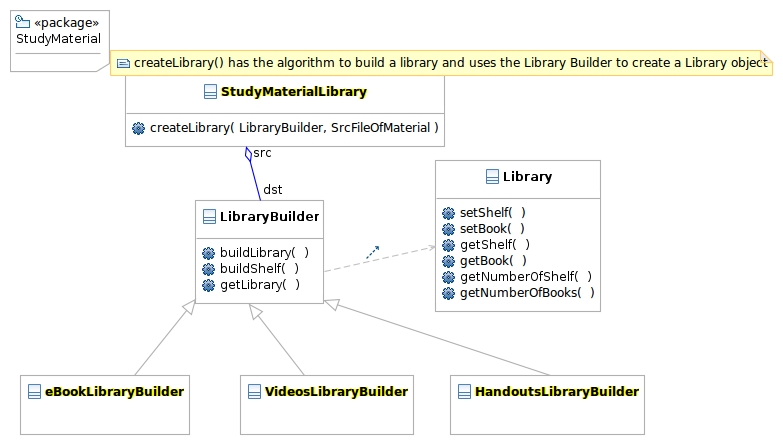 «package»
StudyMaterial
createLibrary() has the algorithm to build a library and uses the Library Builder to create a Library object
StudyMaterialLibrary
createLibrary( LibraryBuilder, SrcFileOfMaterial )
src
dst
LibraryBuilder
buildLibrary( )
buildShelf( )
getLibrary( )
Library
setShelf( )
setBook( )
getShelf( )
getBook( )
getNumberOfShelf( )
getNumberOfBooks( )
eBookLibraryBuilder
VideosLibraryBuilder
HandoutsLibraryBuilder